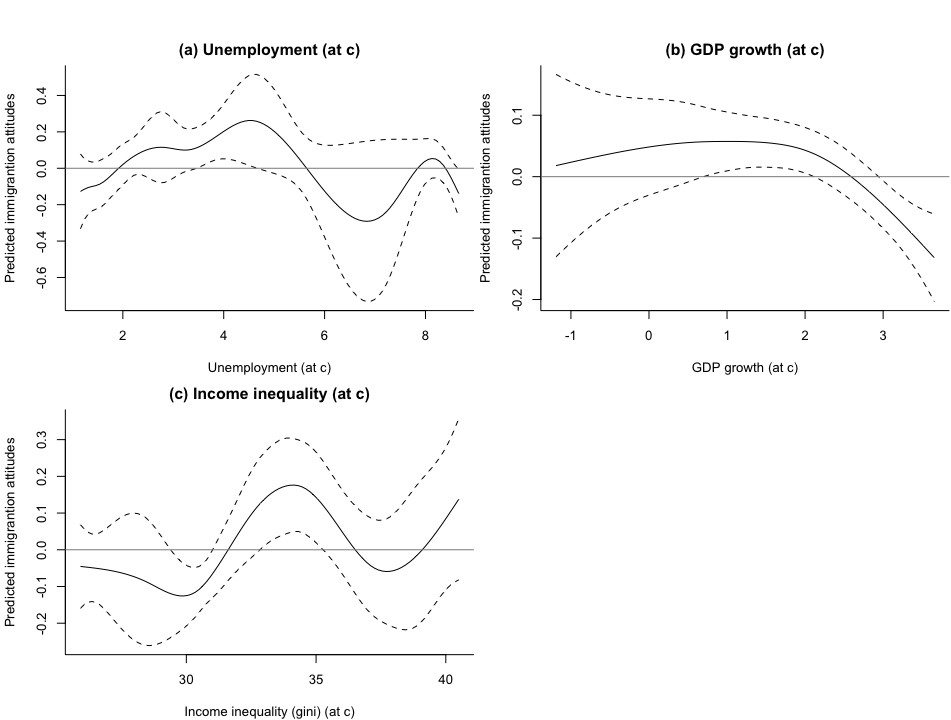 (a) Unemployment (at c)
Predicted immigrantion attitudes
0.4
0.2
0.0
-0.2
-0.4
-0.6
2 4 6 8
Unemployment (at c)
(b) GDP growth (at c)
Predicted immigrantion attitudes
0.1
0.0
-0.1
-0.2
-1 0 1 2 3
GDP growth (at c)
(c) Income inequality (at c)
Predicted immigrantion attitudes
0.3
0.2
0.1
0.0
-0.1
-0.2
30 35 40
Income inequality (gini) (at c)